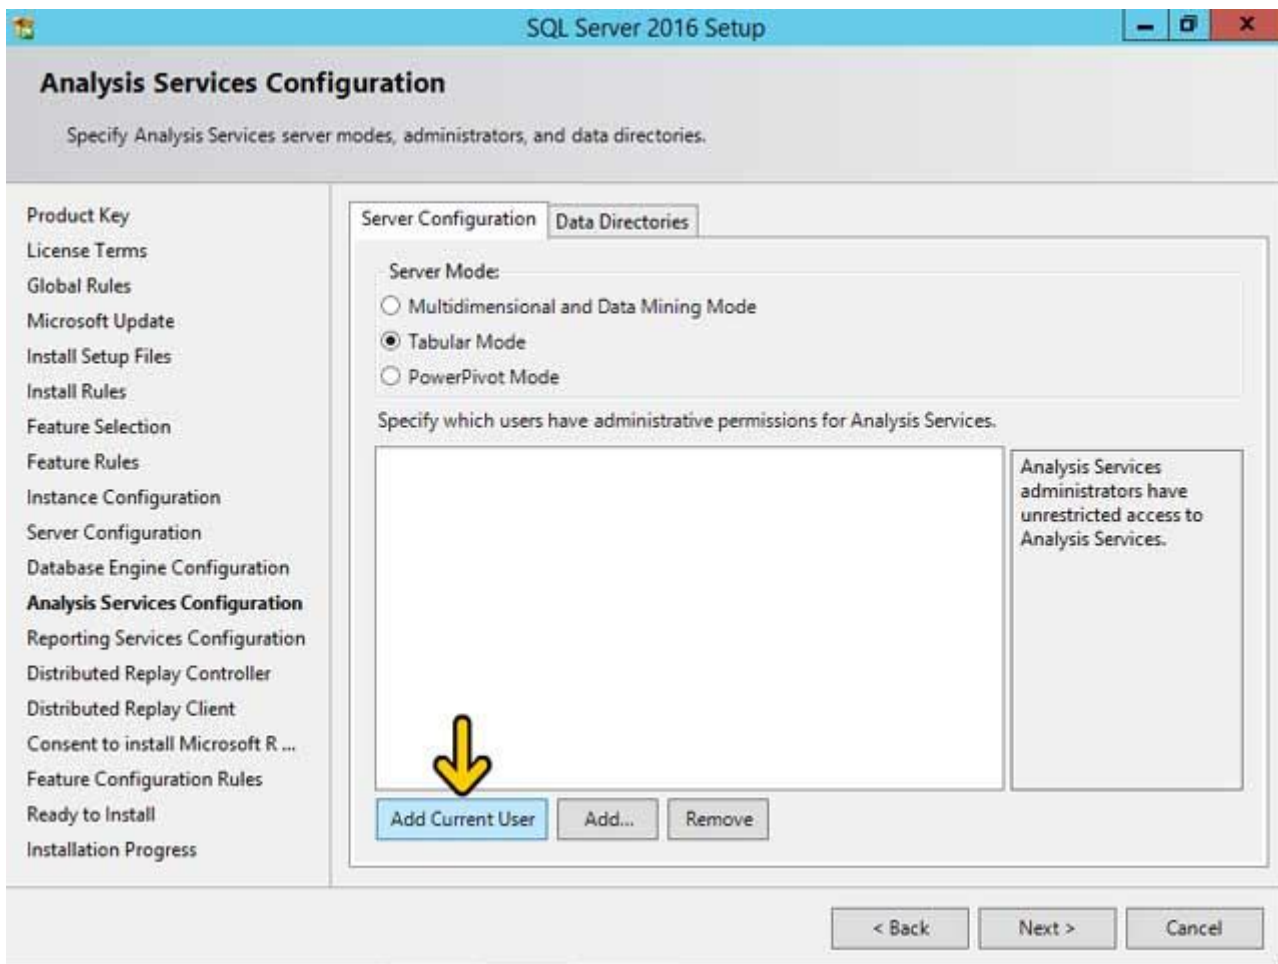 SQL Server 2016 Setup
Analysis Services Configuration
Specify Analysis Services server modes, administrators, and data directories.
Product Key
License Terms
Global Rules
Microsoft Update
Install Setup Files
Install Rules
Feature Selection
Feature Rules
Instance Configuration
Server Configuration
Database Engine Configuration
Analysis Services Configuration
Reporting Services Configuration
Distributed Replay Controller
Distributed Replay Client
Consent to install Microsoft R ...
Feature Configuration Rules
Ready to Install
Installation Progress
Server Configuration
Data Directories
Server Mode:
Multidimensional and Data Mining Mode
Tabular Mode
PowerPivot Mode
Specify which users have administrative permissions for Analysis Services.
Analysis Services
administrators have
unrestricted access to
Analysis Services.
Add Current User
Add...
Remove
< Back
Next >
Cancel